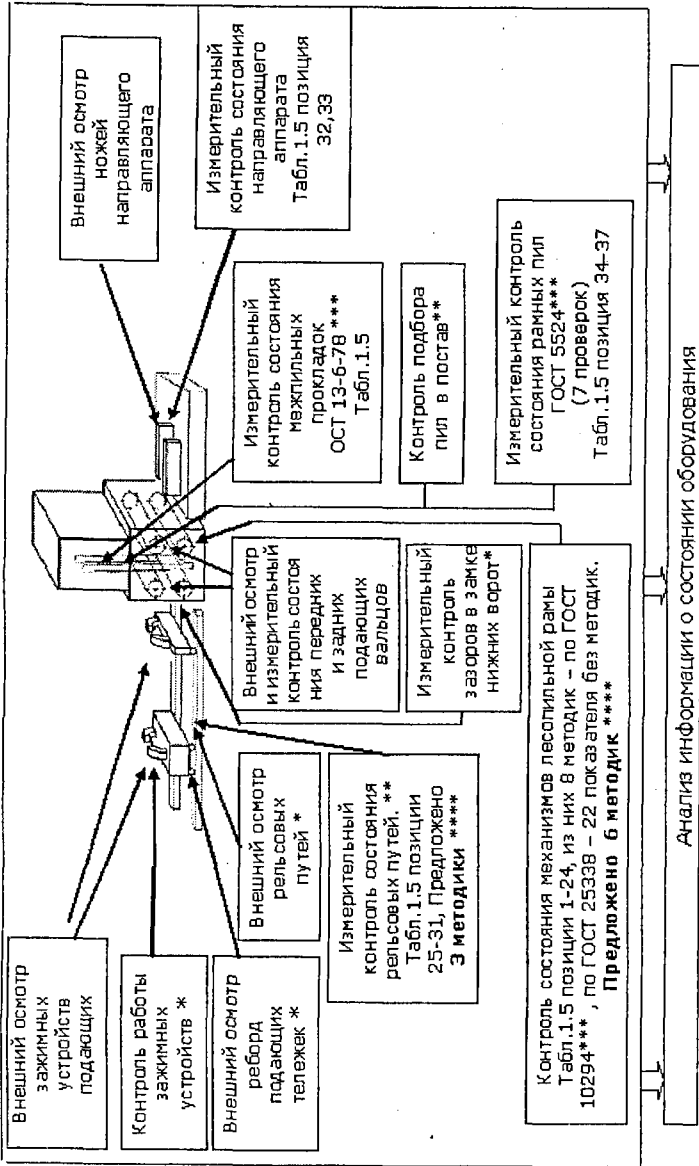 Внешний осмотр
зажимных
устройств
подающих
Контроль работы
зажимных
устройств *
Внешний осмотр
реборд
подающих
тележек *
Внешний осмотр
рельсовых
путей *
Измерительный
контроль состояния
рельсовых путей. **
Табл.1.5 позиции
25-31, Предложено
3 методики ****
Внешний осмотр
и измерительный
контроль состоя
ния передних
и задних
подающих
вальцов
Измерительный
контроль
зазоров в замке
нижних ворот*
Внешний осмотр
ножей
направляющего
аппарата
Измерительный
контроль состояния
направляющего
аппарата
Табл.1.5 позиция
32,33
Измерительный
контроль состояния
межпильных
прокладок
ОСТ 13-6-78 ***
Табл.1.5
Контроль подбора
пил в постав**
Измерительный контроль
состояния рамных пил
ГОСТ 5524***
(7 проверок)
Табл.1.5 позиция 34-37
Контроль состояния механизмов лесопильной рамы
Табл.1.5 позиции 1-24, из них 8 методик - по ГОСТ
10294*** , по ГОСТ 25338 - 22 показателя без методик.
Предложено 6 методик ****
Анализ информации о состоянии оборудования